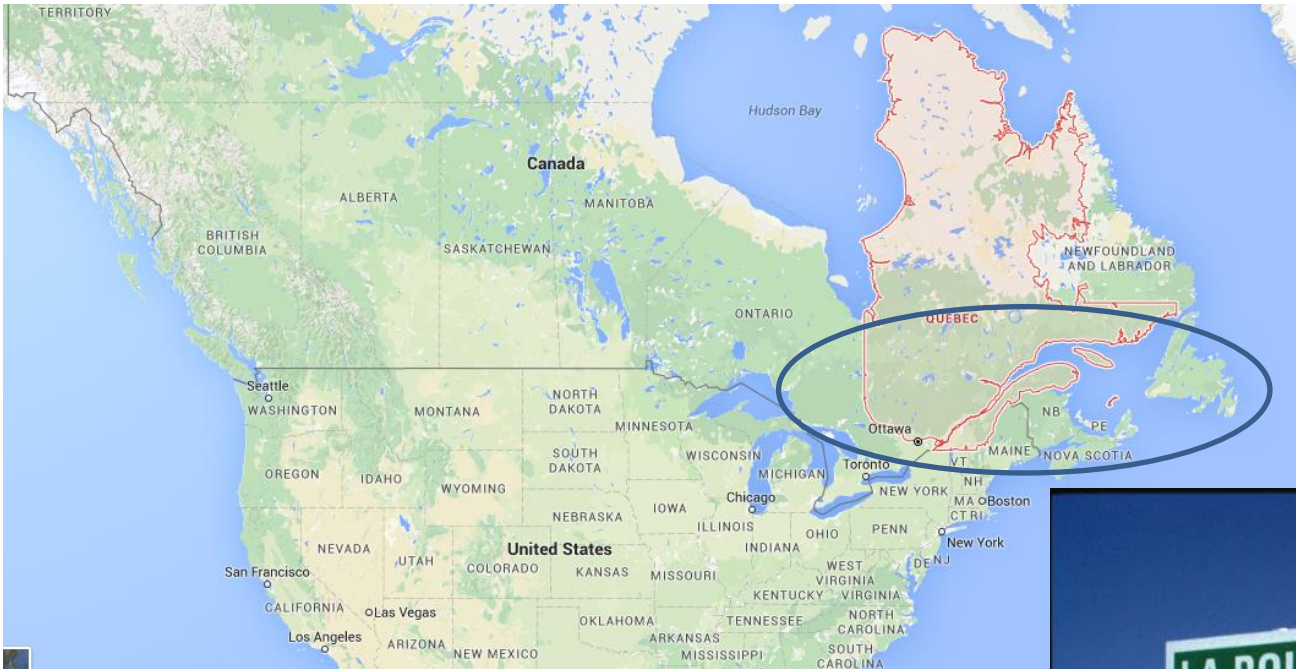 TERRITORY
Hudson Bay
Canada
ALBERTA
MANITOBA
BRITISH
COLUMBIA
SASKATCHEWAN
NEWFOUNDLAND
AND LABRADOR
ONTARIO
QUEBEC
Seattle
WASHINGTON
MONTANA
NORTH
DAKOTA
MINNESOTA
Ottawa
NB
PE
MAINE
NOVA SCOTIA
VT
OREGON
IDAHO
WYOMING
SOUTH
DAKOTA
WISCONSIN
MICHIGAN
Toronto
NEW YORK
NH
MA
Boston
CT RI
Chicago
NEBRASKA
IOWA
ILLINOIS
INDIANA
OHIO
PENN
New York
NEVADA
UTAH
COLORADO
United States
KANSAS
MISSOURI
WEST
VIRGINIA
DE NJ
KENTUCKY
VIRGINIA
San Francisco
CALIFORNIA
Las Vegas
Los Angeles
ARIZONA
NEW MEXICO
OKLAHOMA
ARKANSAS
TENNESSEE
NORTH
CAROLINA
MISSISSIPPI
SOUTH
CAROLINA